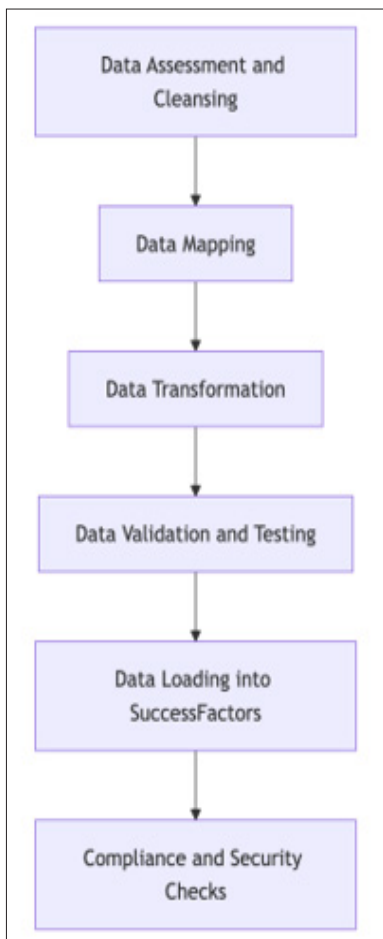 Data Assessment and
Cleansing
Data Mapping
Data Transformation
Data Validation and Testing
Data Loading into
SuccessFactors
Compliance and Security
Checks